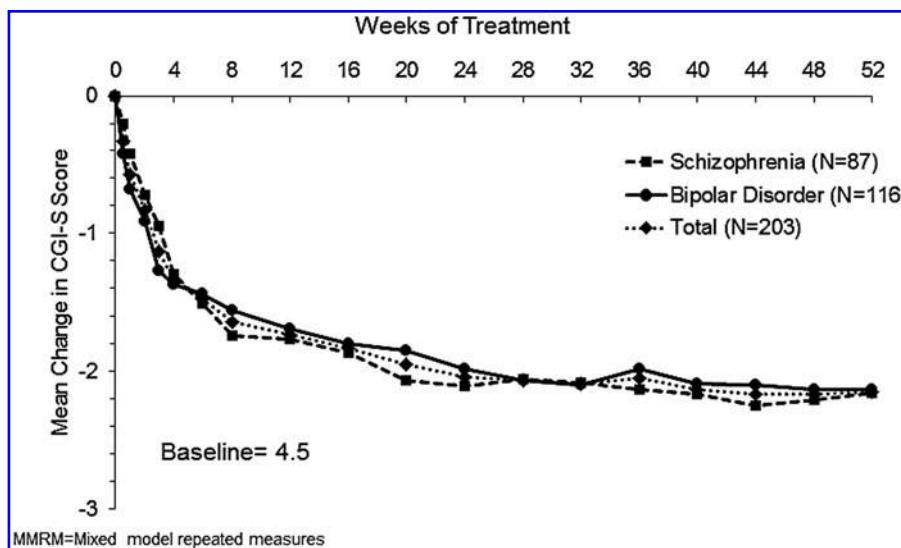 Weeks of Treatment
0 4 8 12 16 20 24 28 32 36 40 44 48 52
0
-1
-2
-3
Mean Change in CGI-S Score
Schizophrenia (N=87)
Bipolar Disorder (N=116
Total (N=203)
Baseline= 4.5
MMRM=Mixed model repeated measures